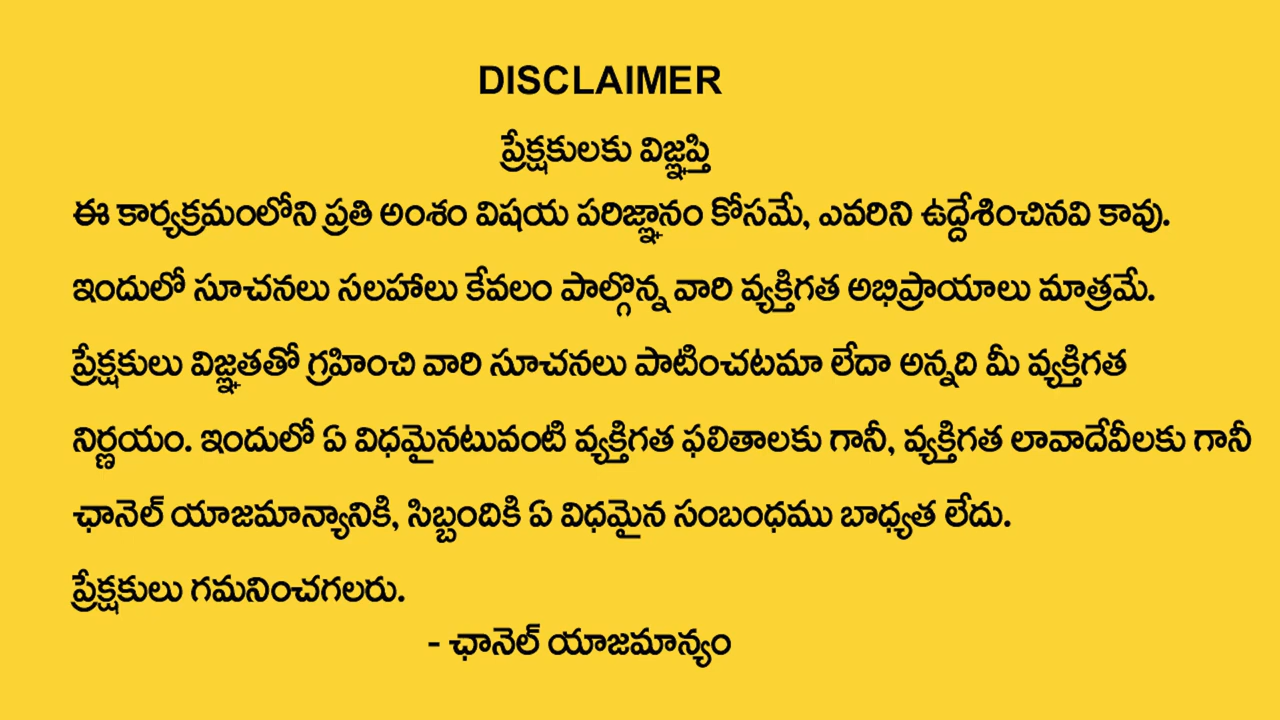 DISCLAIMER
ప్రేక్షకులకు విజ్ఞప్తి
ఈ కార్యక్రమంలోని ప్రతి అంశం విషయ పరిజ్ఞానం కోసమే, ఎవరిని ఉద్దేశించినవి కావు.
ఇందులో సూచనలు సలహాలు కేవలం పాల్గొన్న వారి వ్యక్తిగత అభిప్రాయాలు మాత్రమే.
ప్రేక్షకులు విజ్ఞతతో గ్రహించి వారి సూచనలు పాటించటమా లేదా అన్నది మీ వ్యక్తిగత
నిర్ణయం. ఇందులో ఏ విధమైనటువంటి వ్యక్తిగత ఫలితాలకు గానీ, వ్యక్తిగత లావాదేవీలకు గానీ
ఛానెల్ యాజమాన్యానికి, సిబ్బందికి ఏ విధమైన సంబంధము బాధ్యత లేదు.
ప్రేక్షకులు గమనించగలరు.
- ఛానెల్ యాజమాన్యం